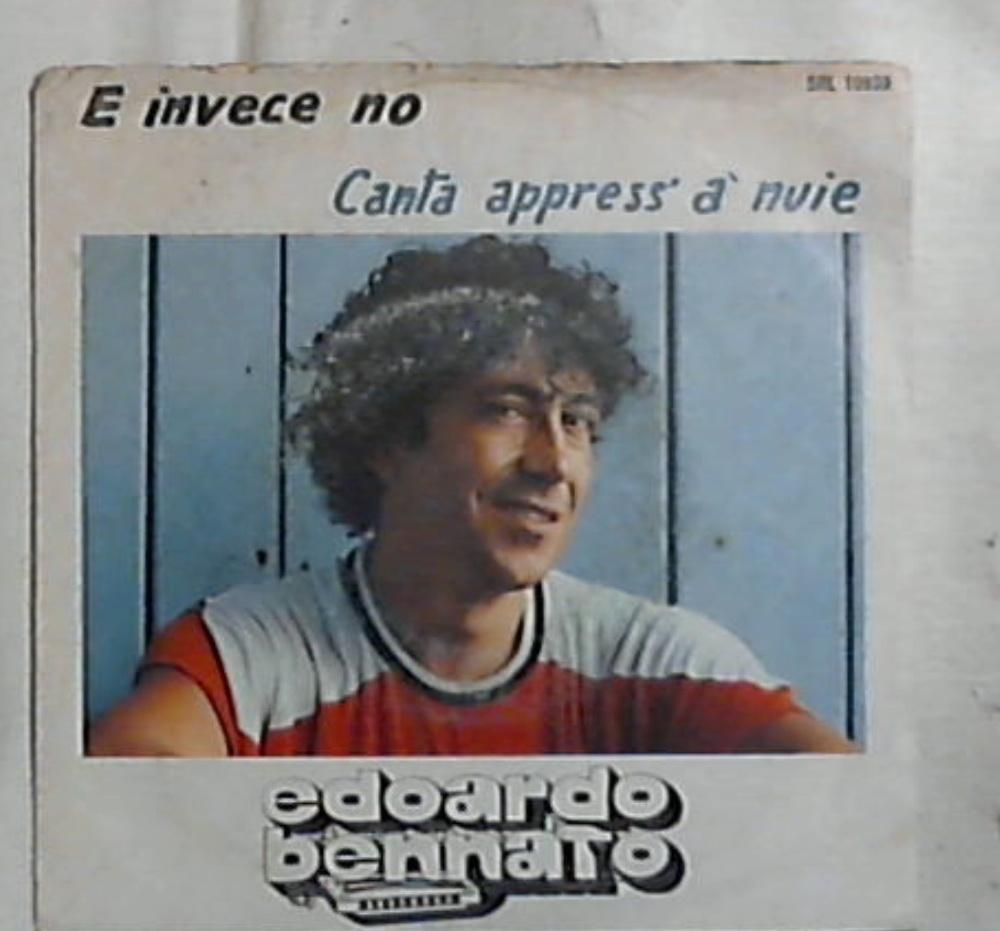 E invece no
Canta appress' a' nuie
edoardo
bennato